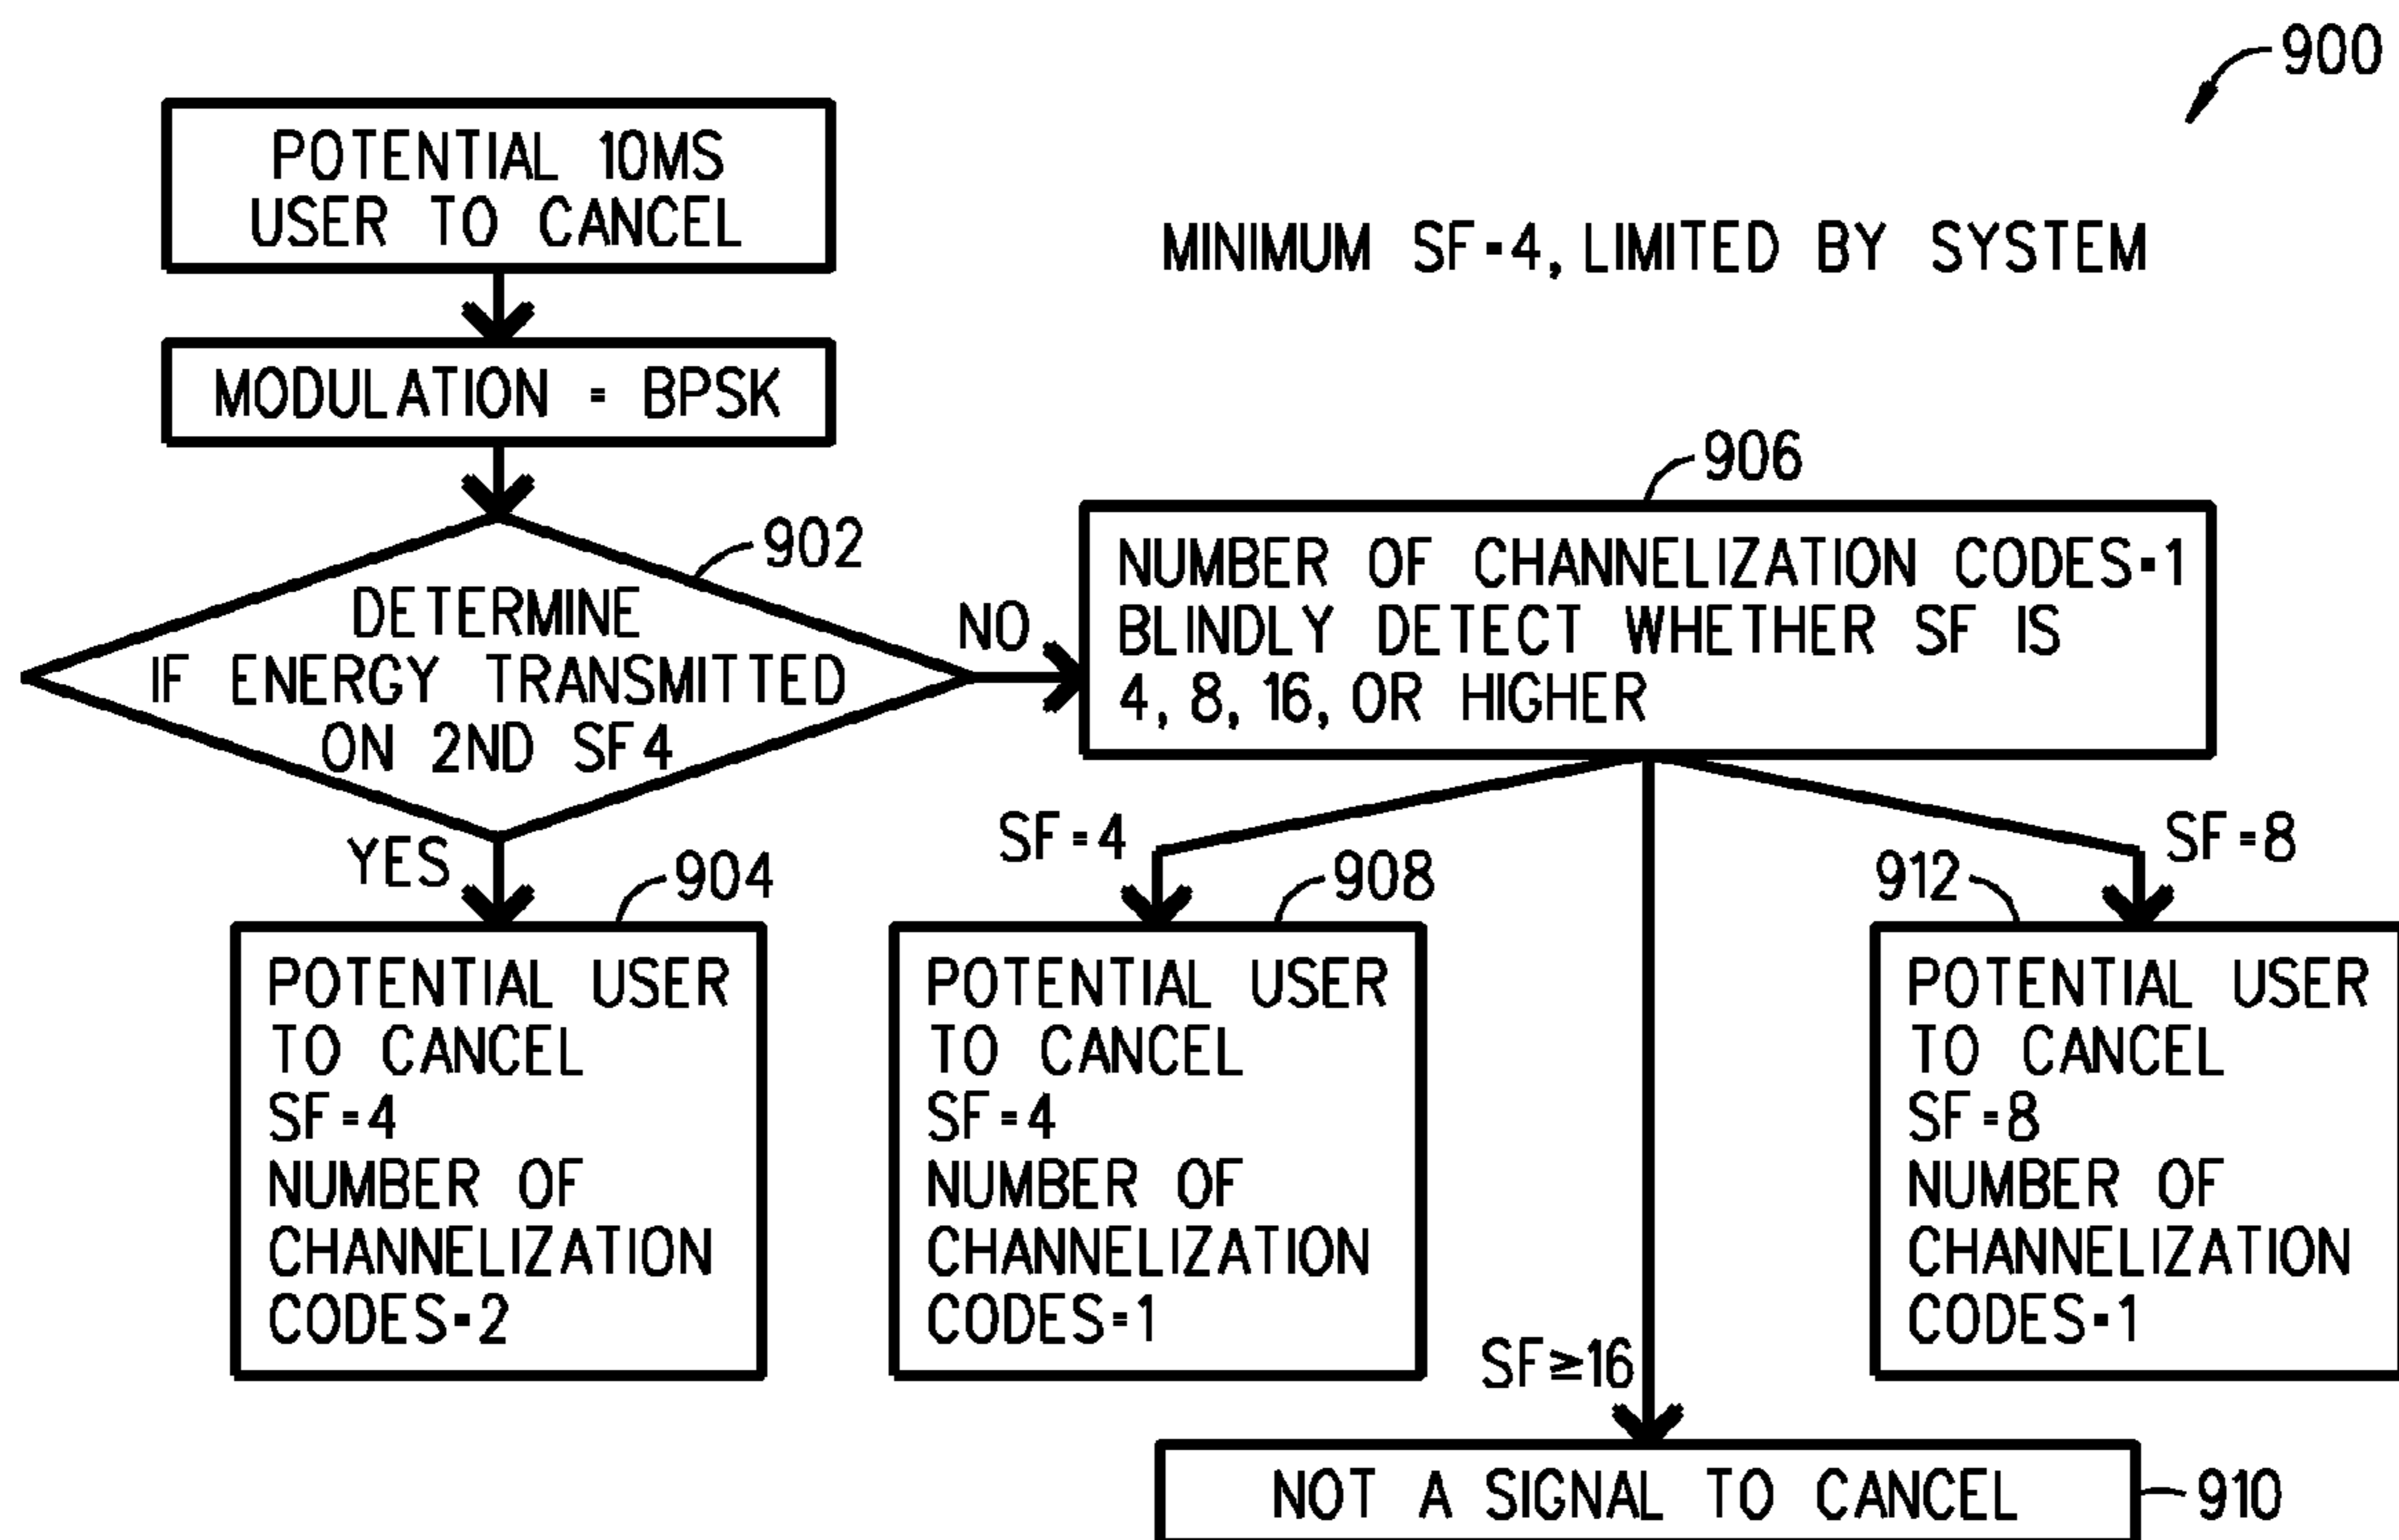 900
POTENTIAL 10MS
USER TO CANCEL
MINIMUM SF=4, LIMITED BY SYSTEM
MODULATION = BPSK
902
DETERMINE
IF ENERGY TRANSMITTED
ON 2ND SF4
NO
YES
906
NUMBER OF CHANNELIZATION CODES=1
BLINDLY DETECT WHETHER SF IS
4, 8, 16, OR HIGHER
SF=4
SF=8
SF≥16
904
POTENTIAL USER
TO CANCEL
SF=4
NUMBER OF
CHANNELIZATION
CODES=2
908
POTENTIAL USER
TO CANCEL
SF=4
NUMBER OF
CHANNELIZATION
CODES=1
912
POTENTIAL USER
TO CANCEL
SF=8
NUMBER OF
CHANNELIZATION
CODES=1
NOT A SIGNAL TO CANCEL
910